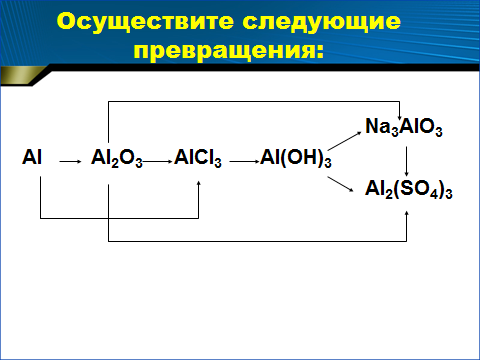 Осуществите следующие
превращения:
Na₃AlO₃
Al Al₂O₃ AlCl₃ Al(OH)₃
Al₂(SO₄)₃